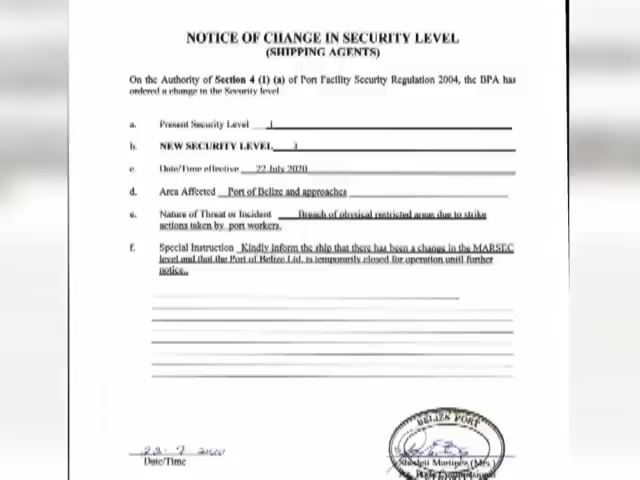 NOTICE OF CHANGE IN SECURITY LEVEL
(SHIPPING AGENTS)
On the Authority of Section 4 (1) (a) of Port Facility Security Regulation 2004, the BPA has
ordered a change in the Security level
a. Present Security Level 1
b. NEW SECURITY LEVEL
c. Date/Time effective 22 July 2020
d. Area Affected Port of Belize and approaches
e. Nature of Threat or Incident Breach of physical restricted areas due to strike
actions taken by port workers.
f. Special Instruction Kindly inform the ship that there has been a change in the MARSEC
level and that the Port of Belize Ltd. is temporarily closed for operation until further
notice..
Date/Time
BELIZE PORT